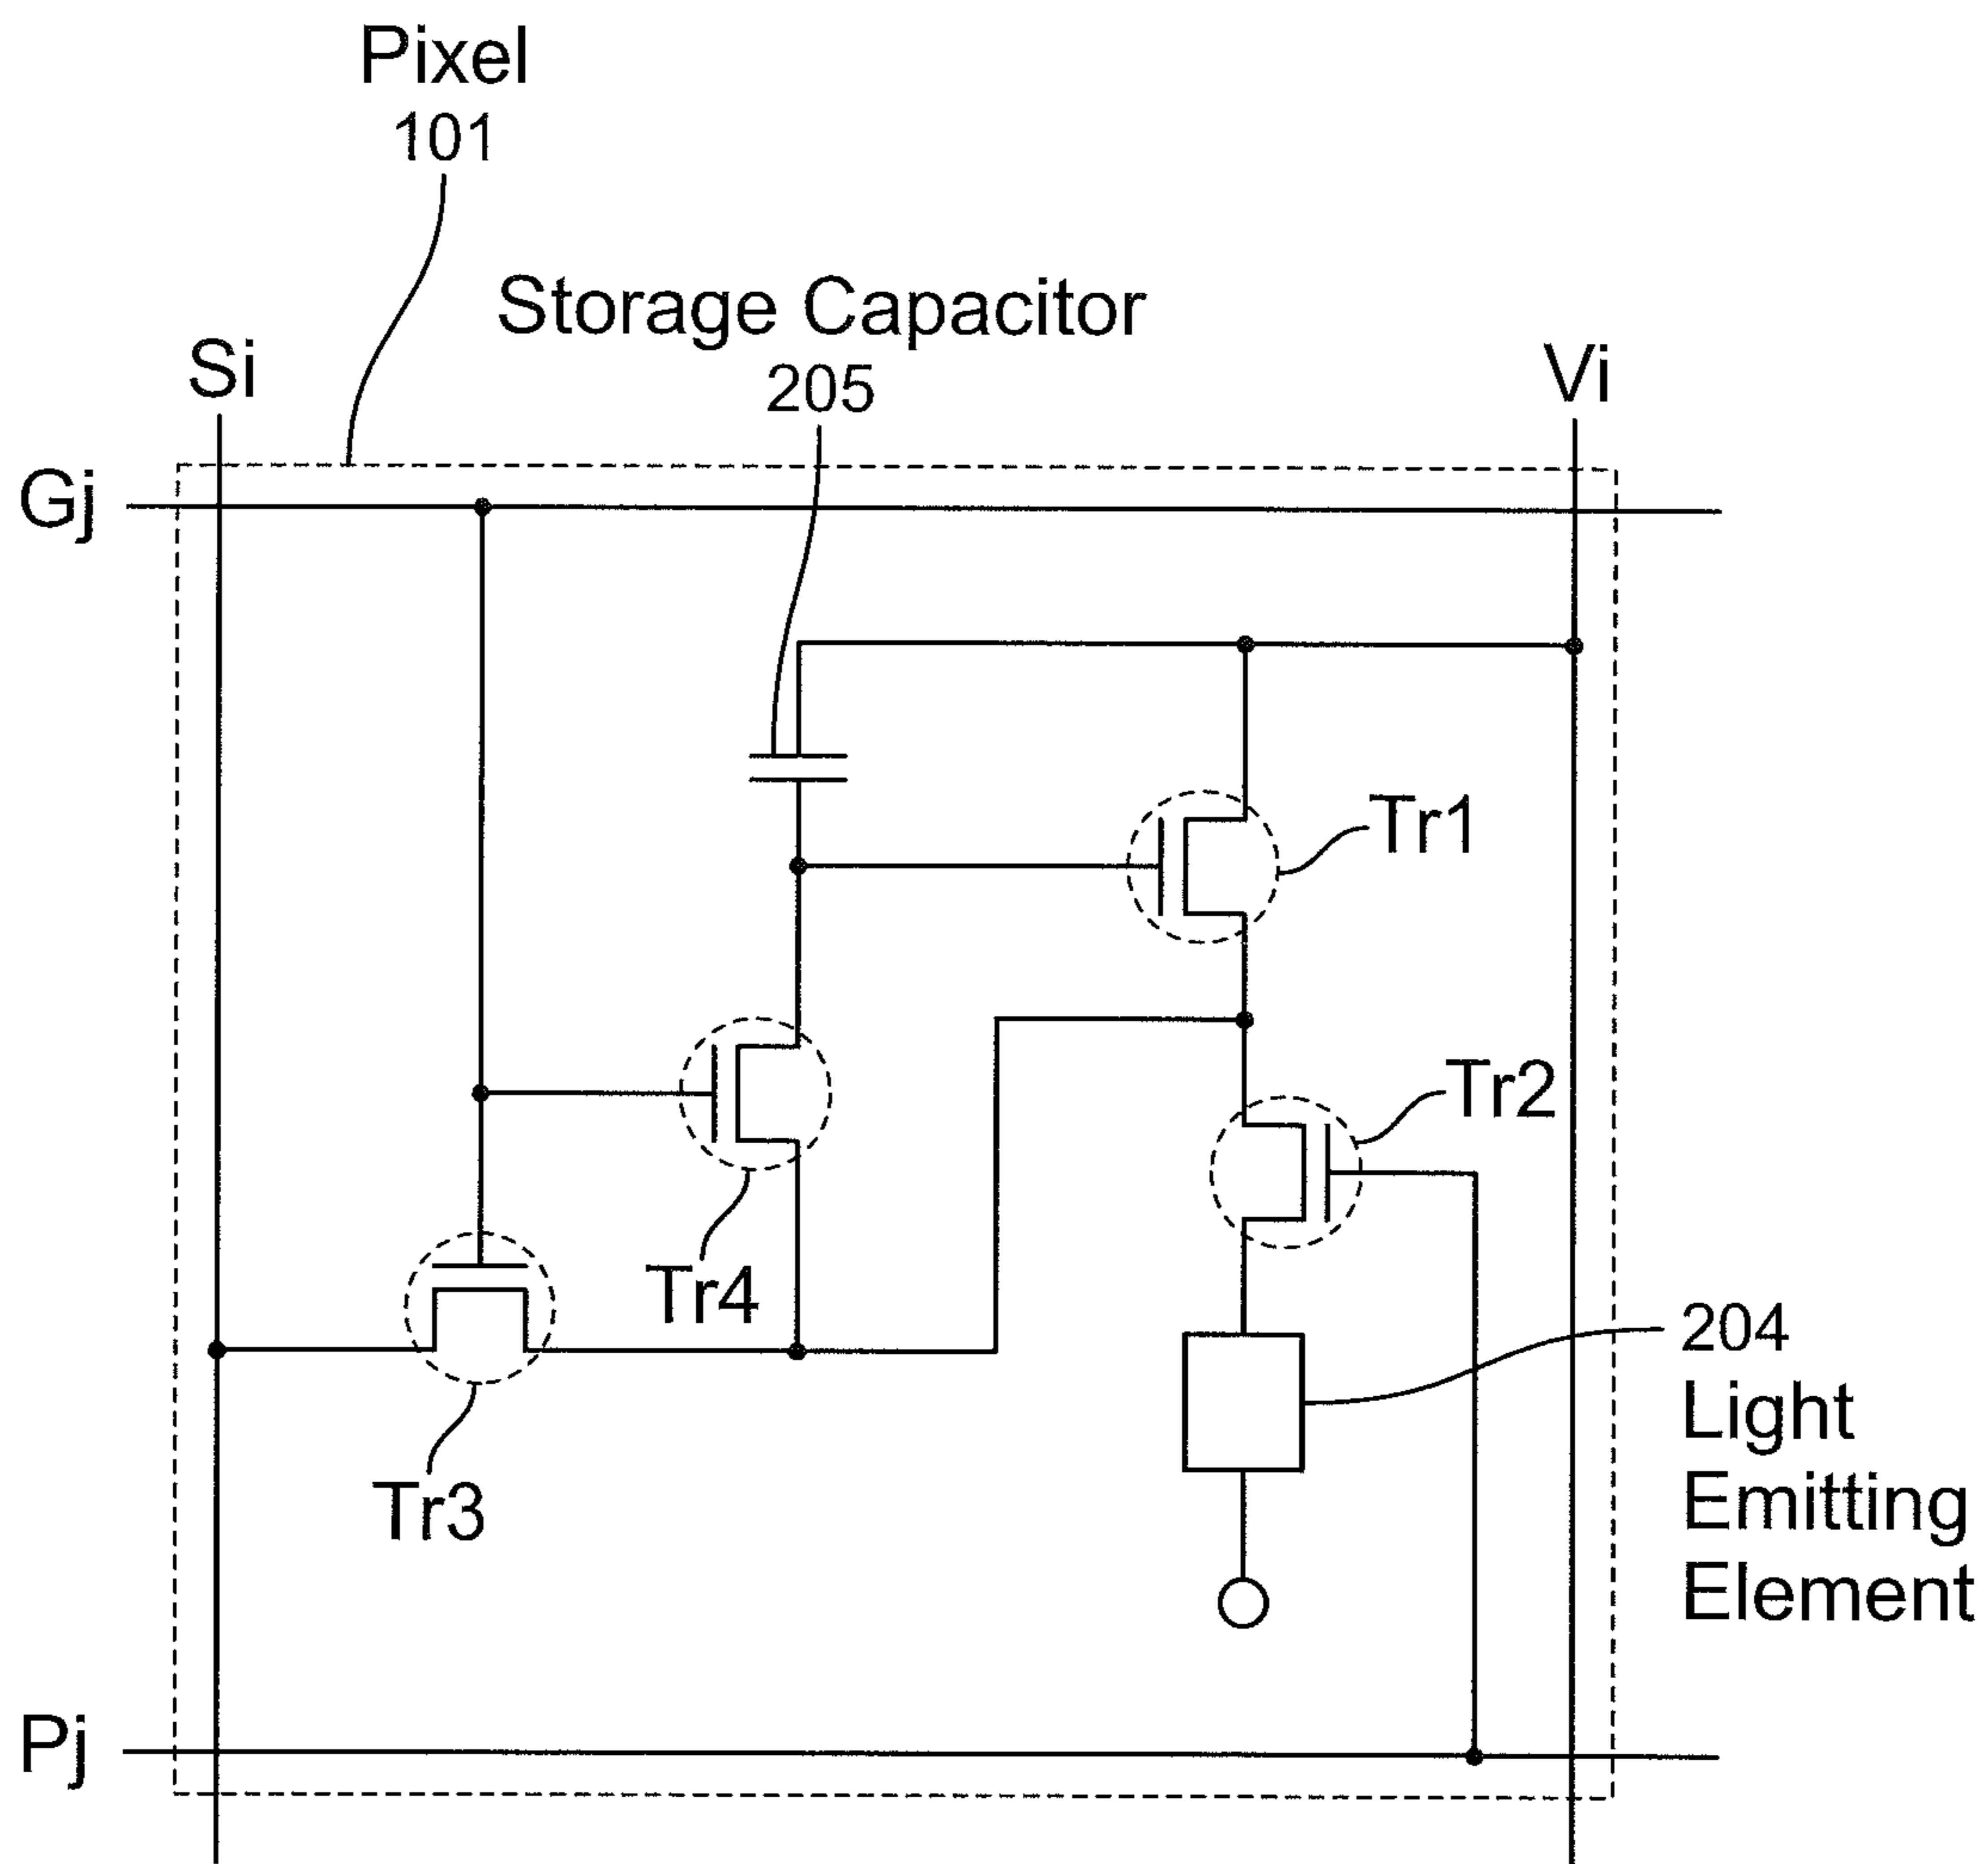 Pixel
101
Storage Capacitor
205
Si
Vi
Gj
Tr1
Tr2
Tr4
Tr3
204
Light
Emitting
Element
Pj